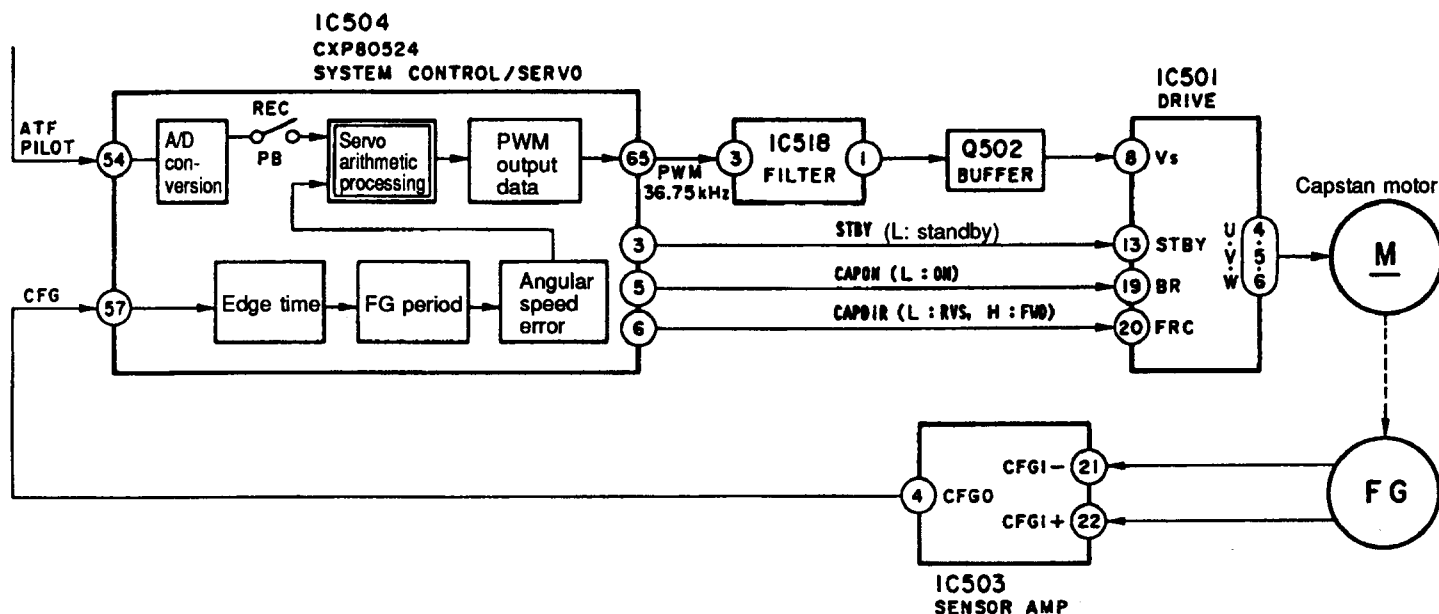 IC504
CXP80524
SYSTEM CONTROL/SERVO
IC501
DRIVE
ATF
PILOT
54
A/D
con-
version
REC
PB
Servo
arithmetic
processing
PWM
output
data
65
PWM
36.75kHz
3
IC518
FILTER
1
Q502
BUFFER
8
Vs
Capstan motor
M
3
STBY (L: standby)
13
STBY
U·V·W
4·5·6
CFG
57
Edge time
FG period
Angular
speed
error
5
CAPON (L : ON)
19
BR
6
CAPDIR (L : RVS, H : FWD)
20
FRC
CFG1−
21
4
CFGO
CFG1+
22
FG
IC503
SENSOR AMP